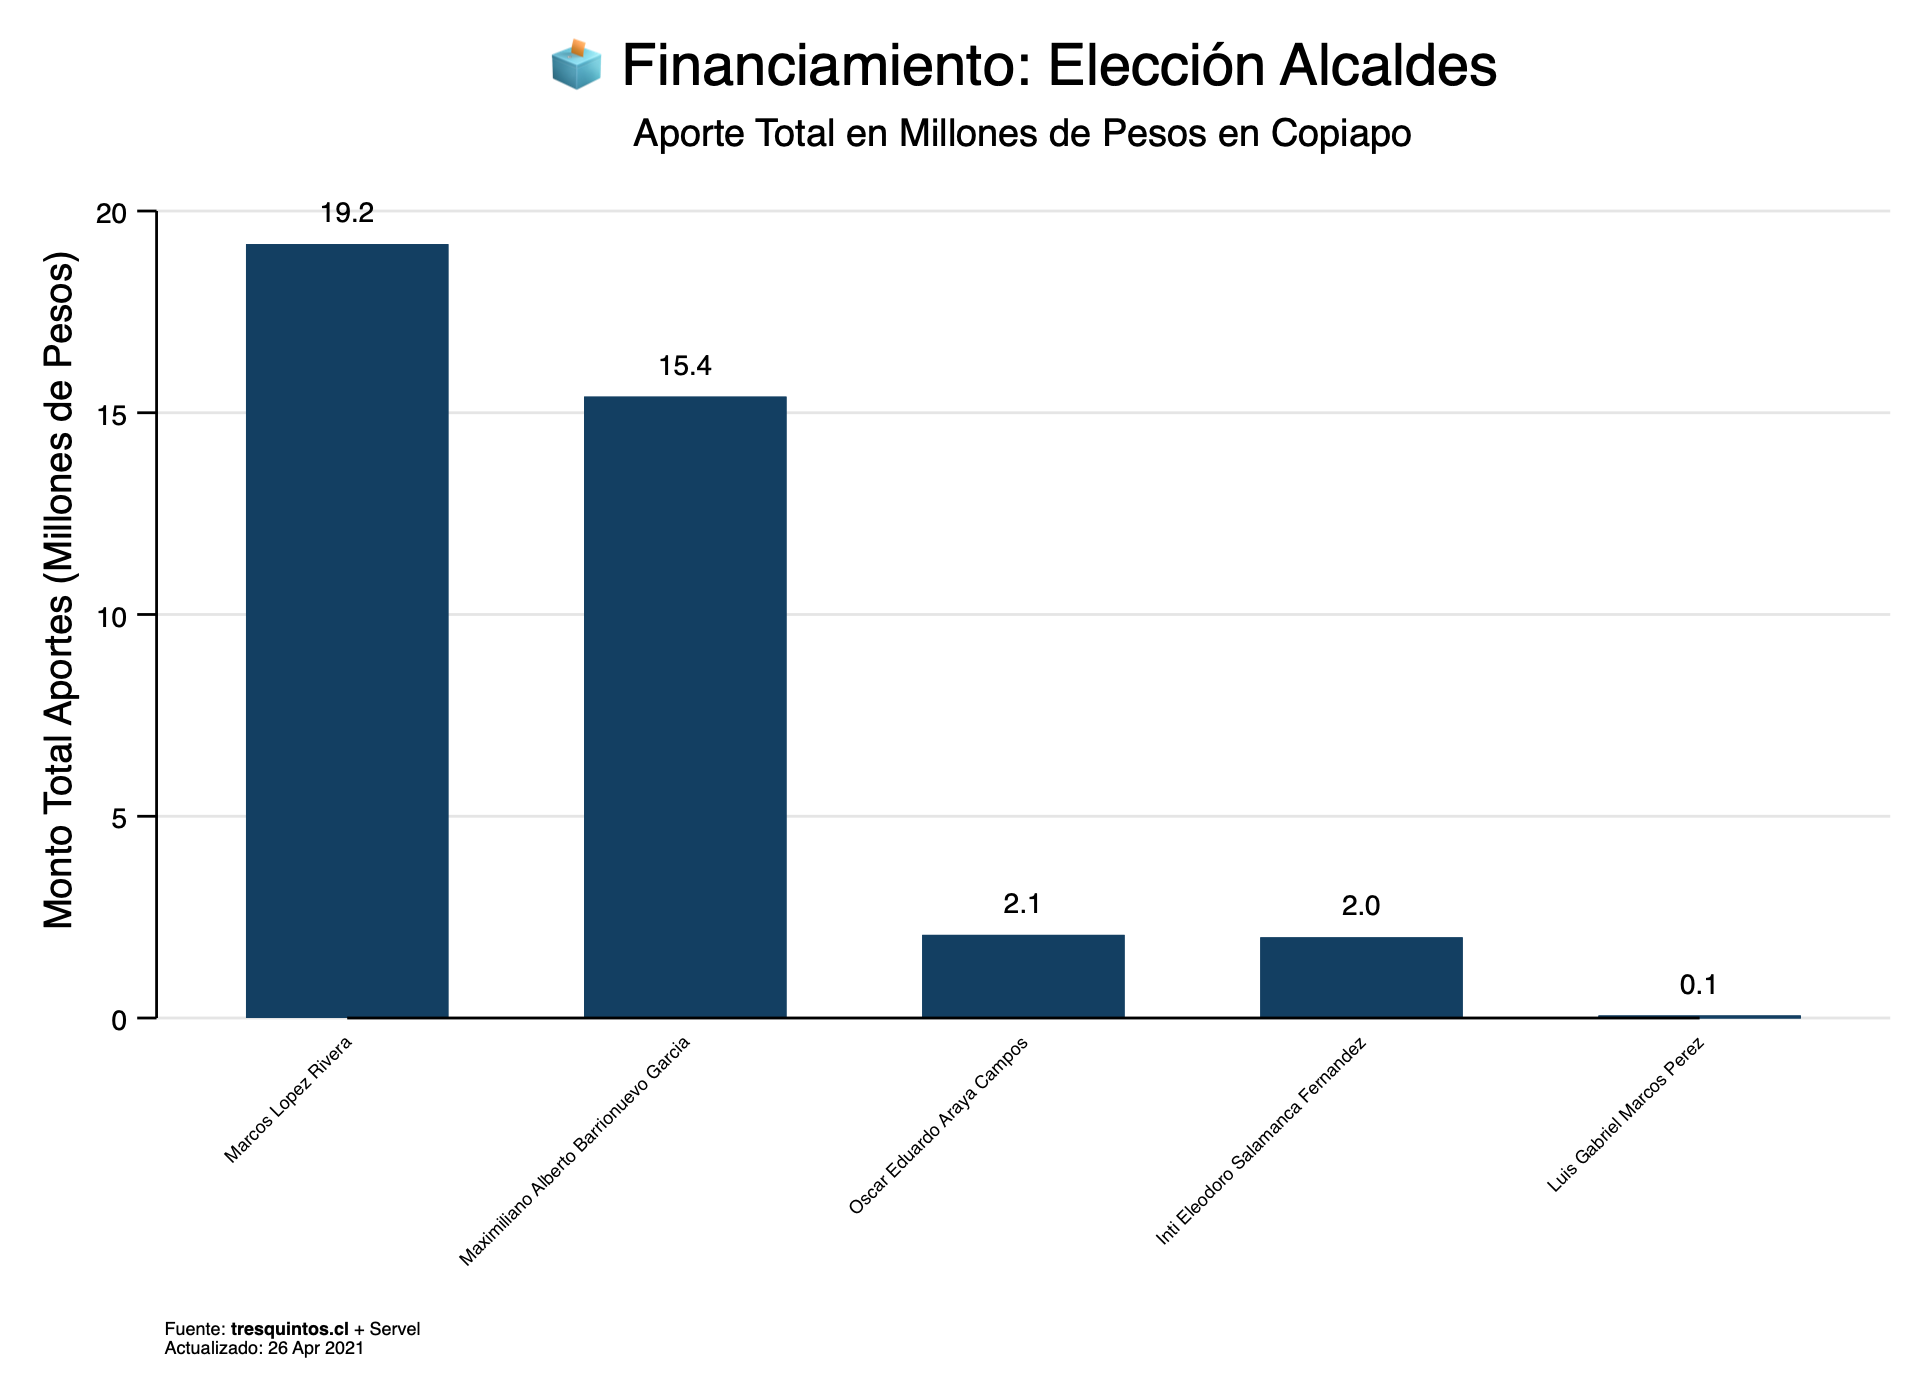 Financiamiento: Elección Alcaldes
Aporte Total en Millones de Pesos en Copiapo
Monto Total Aportes (Millones de Pesos)
20
15
10
5
0
19.2
15.4
2.1
2.0
0.1
Marcos Lopez Rivera
Maximiliano Alberto Barrionuevo Garcia
Oscar Eduardo Araya Campos
Inti Eleodoro Salamanca Fernandez
Luis Gabriel Marcos Perez
Fuente: tresquintos.cl + Servel
Actualizado: 26 Apr 2021